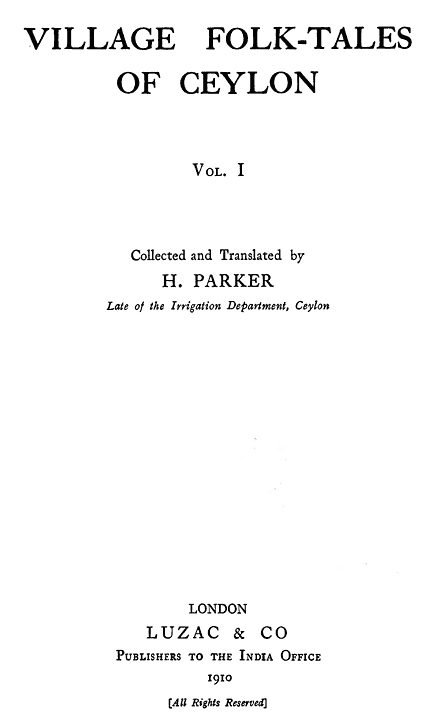 VILLAGE FOLK-TALES
OF CEYLON
VOL. I
Collected and Translated by
H. PARKER
Late of the Irrigation Department, Ceylon
LONDON
LUZAC & CO
PUBLISHERS TO THE INDIA OFFICE
1910
[All Rights Reserved]